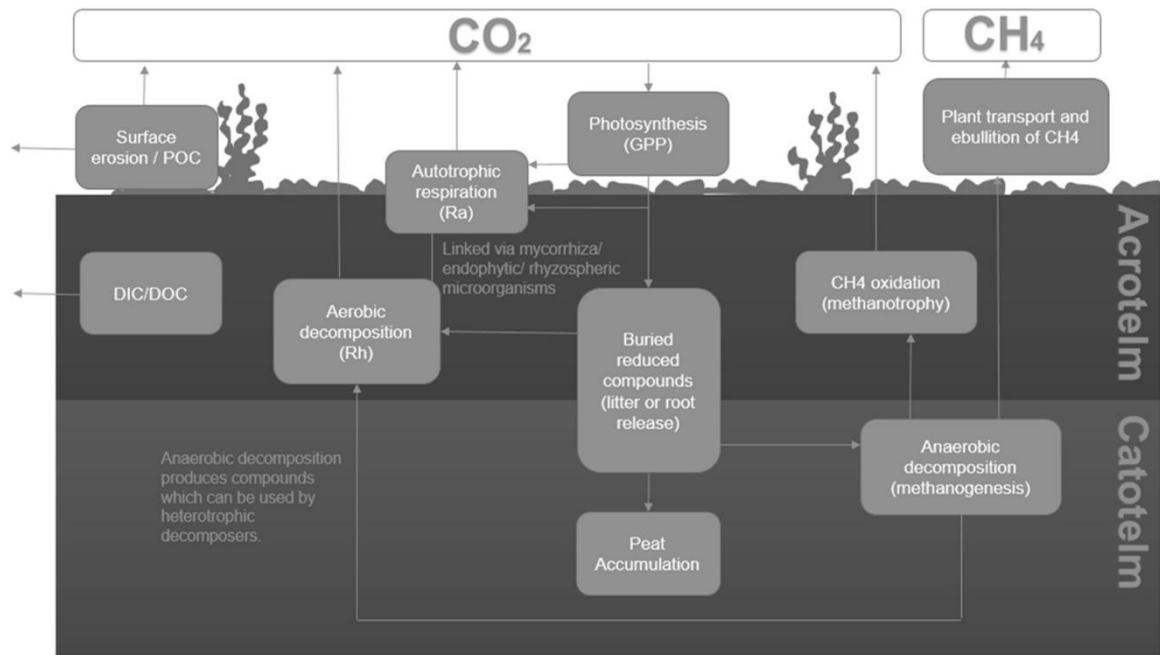 CO₂
CH₄
Surface
erosion / POC
Photosynthesis
(GPP)
Plant transport and
ebullition of CH4
Autotrophic
respiration
(Ra)
Linked via mycorrhiza/
endophytic/ rhyzospheric
microorganisms
DIC/DOC
Aerobic
decomposition
(Rh)
Buried
reduced
compounds
(litter or root
release)
CH4 oxidation
(methanotrophy)
Acrotelm
Anaerobic decomposition
produces compounds
which can be used by
heterotrophic
decomposers.
Anaerobic
decomposition
(methanogenesis)
Peat
Accumulation
Catotelm